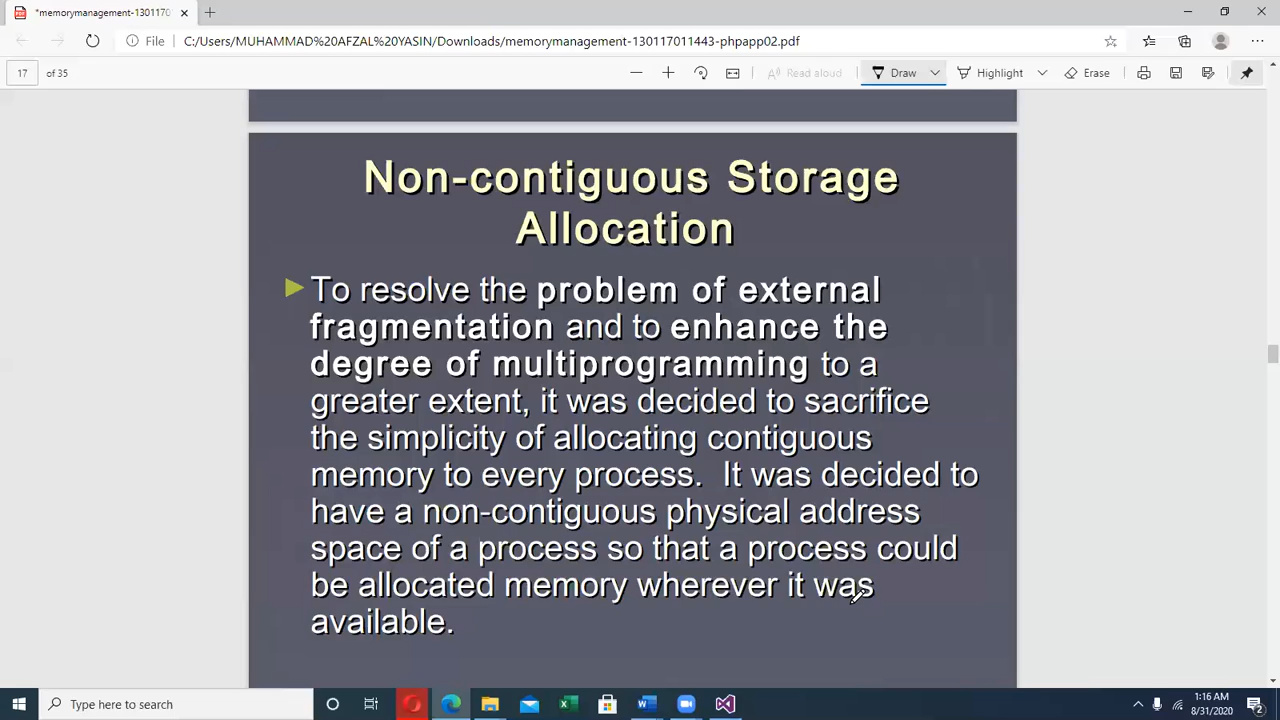 *memorymanagement-1301170
File
C:/Users/MUHAMMAD%20AFZAL%20YASIN/Downloads/memorymanagement-130117011443-phpapp02.pdf
17 of 35
Read aloud
Draw
Highlight
Erase
Non-contiguous Storage
Allocation
To resolve the problem of external
fragmentation and to enhance the
degree of multiprogramming to a
greater extent, it was decided to sacrifice
the simplicity of allocating contiguous
memory to every process. It was decided to
have a non-contiguous physical address
space of a process so that a process could
be allocated memory wherever it was
available.
Type here to search
1:16 AM
8/31/2020
2